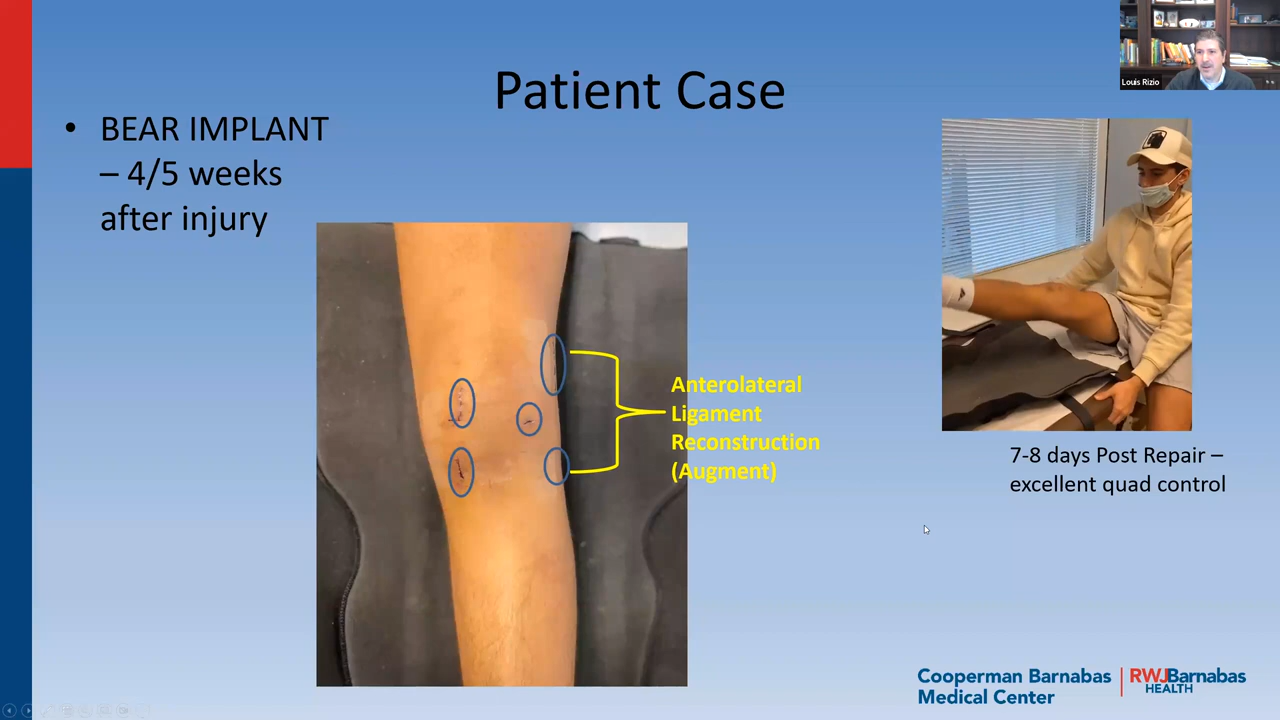 Louis Rizio
Patient Case
• BEAR IMPLANT
– 4/5 weeks
after injury
Anterolateral
Ligament
Reconstruction
(Augment)
7-8 days Post Repair –
excellent quad control
Cooperman Barnabas
Medical Center
RWJBarnabas
HEALTH